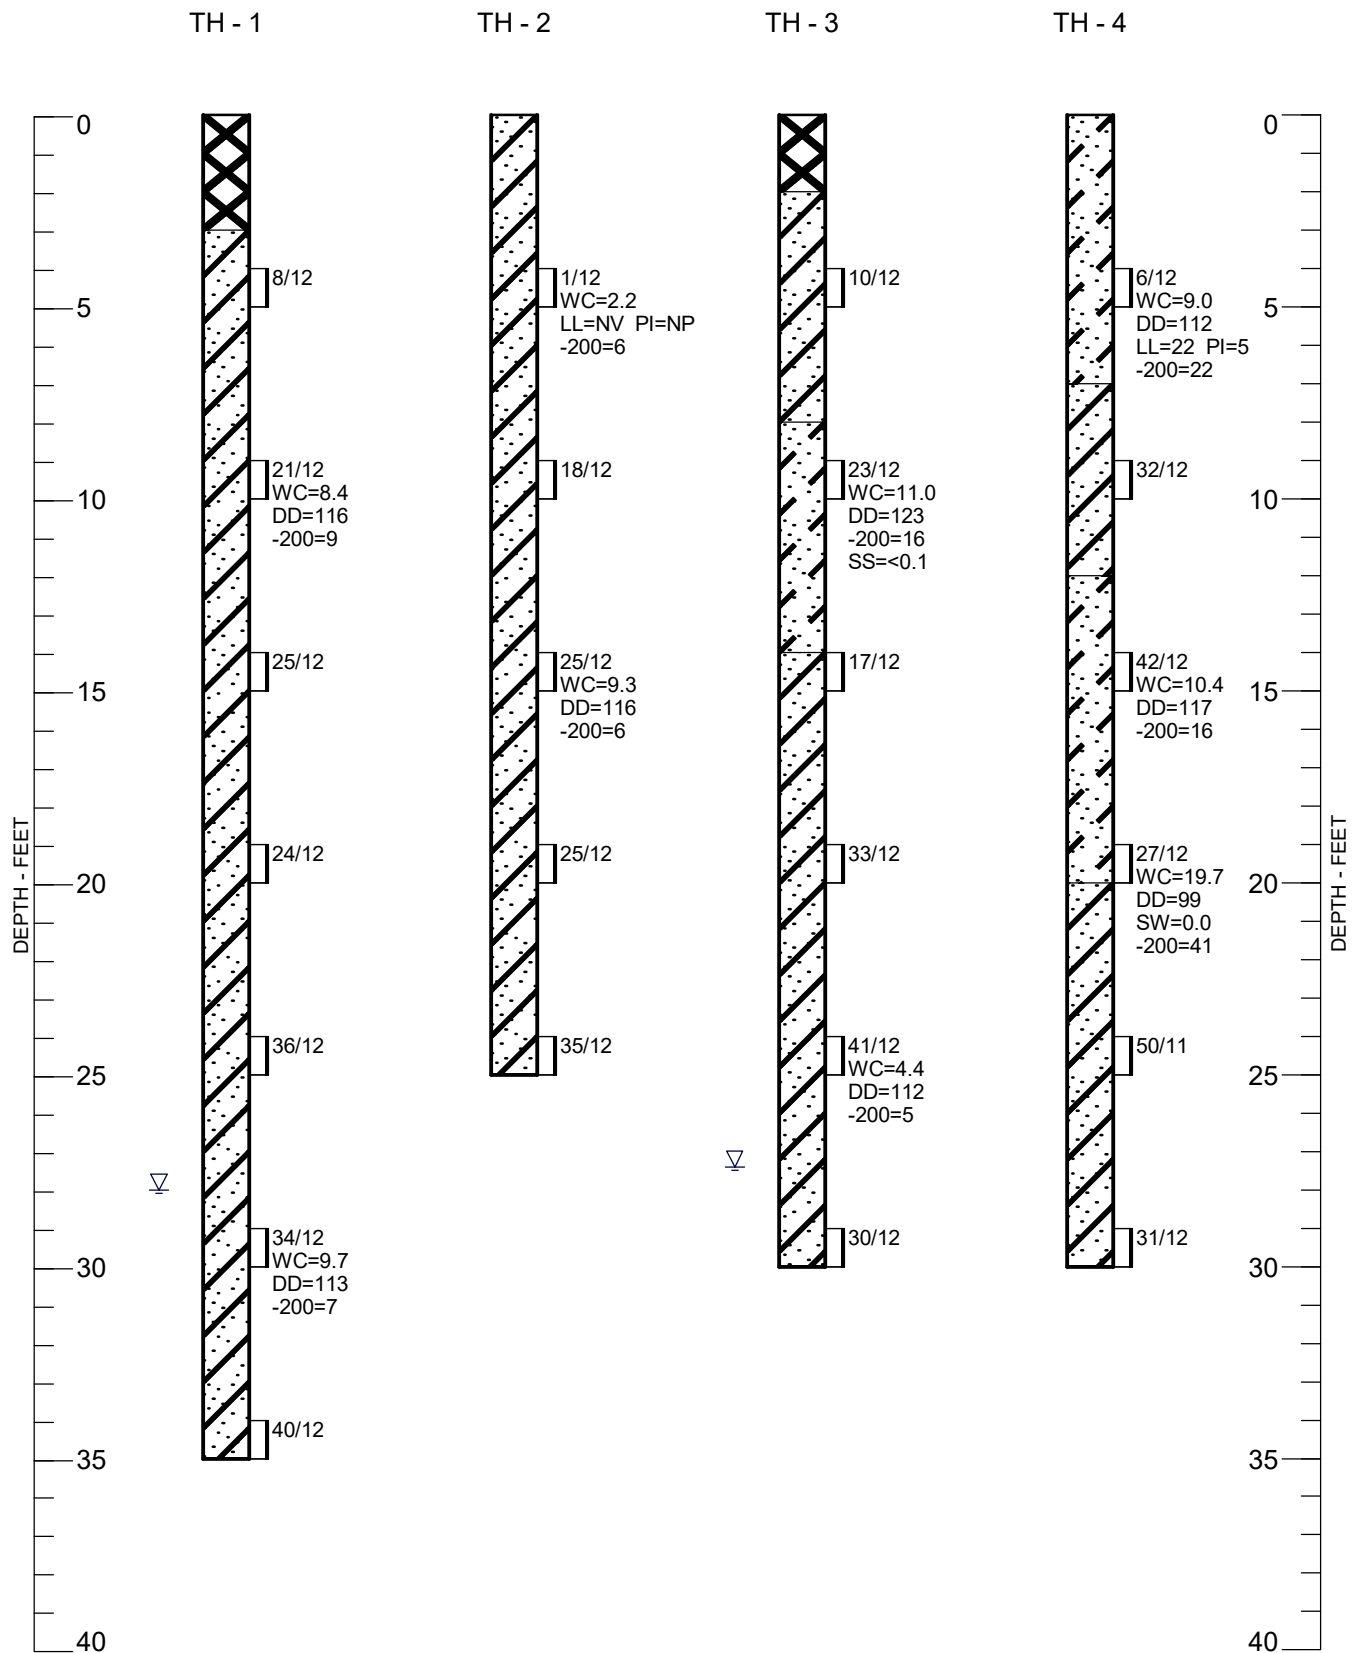 TH - 1
TH - 2
TH - 3
TH - 4
DEPTH - FEET
0
5
10
15
20
25
30
35
40
8/12
21/12
WC=8.4
DD=116
-200=9
25/12
24/12
36/12
34/12
WC=9.7
DD=113
-200=7
40/12
1/12
WC=2.2
LL=NV PI=NP
-200=6
18/12
25/12
WC=9.3
DD=116
-200=6
25/12
35/12
10/12
23/12
WC=11.0
DD=123
-200=16
SS=<0.1
17/12
33/12
41/12
WC=4.4
DD=112
-200=5
30/12
6/12
WC=9.0
DD=112
LL=22 PI=5
-200=22
32/12
42/12
WC=10.4
DD=117
-200=16
27/12
WC=19.7
DD=99
SW=0.0
-200=41
50/11
31/12
0
5
10
15
20
25
30
35
40
DEPTH - FEET